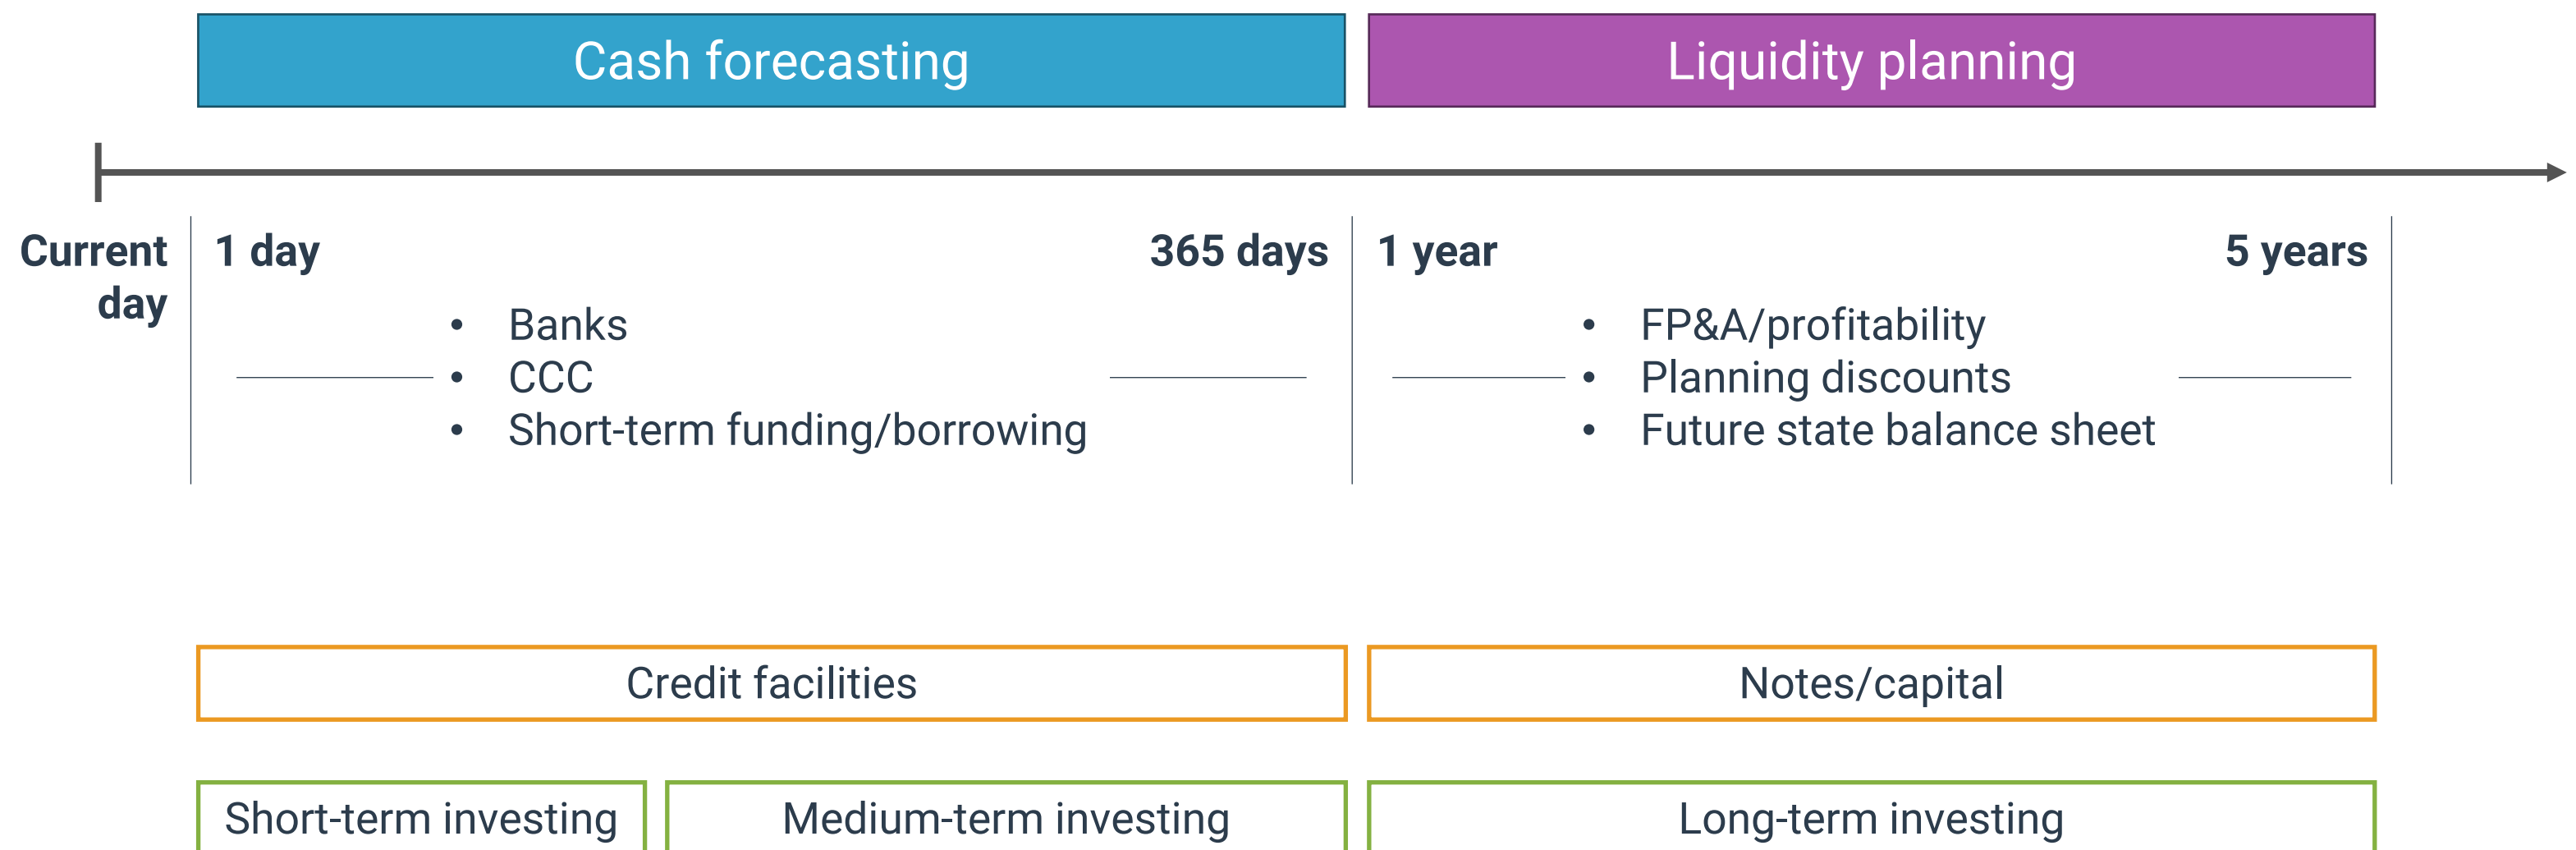 Cash forecasting
Liquidity planning
Current
day
1 day
365 days
1 year
5 years
• Banks
• CCC
• Short-term funding/borrowing
• FP&A/profitability
• Planning discounts
• Future state balance sheet
Credit facilities
Notes/capital
Short-term investing
Medium-term investing
Long-term investing